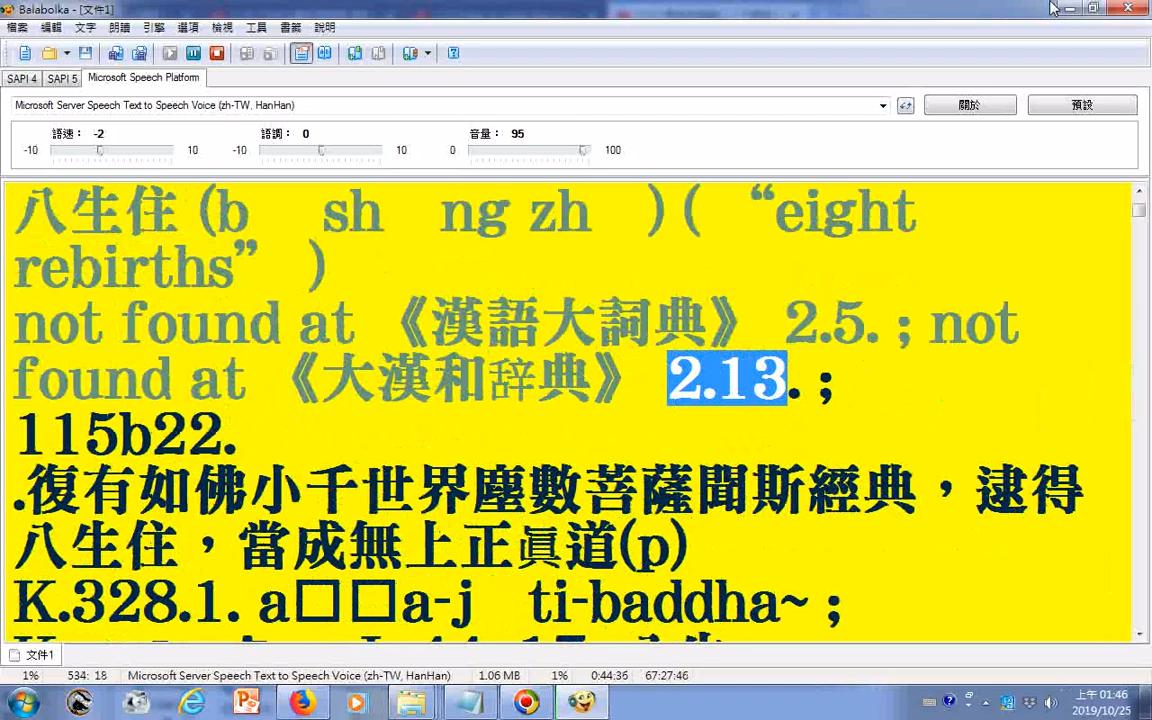 Balabolka - [文件1]
檔案 編輯 文字 朗讀 引擎 選項 檢視 工具 書籤 說明
SAPI 4 SAPI 5 Microsoft Speech Platform
Microsoft Server Speech Text to Speech Voice (zh-TW, HanHan) 關於 預設
語速： -2 語調： 0 音量： 95
-10 10 -10 10 0 100
八生住 (b sh ng zh ) ( “eight
rebirths” )
not found at 《漢語大詞典》 2.5. ; not
found at 《大漢和辞典》 2.13. ;
115b22.
.復有如佛小千世界塵數菩薩聞斯經典，逮得
八生住，當成無上正眞道(p)
K.328.1. a□□a-j ti-baddha~ ;
文件1
1% 534: 18 Microsoft Server Speech Text to Speech Voice (zh-TW, HanHan) 1.06 MB 1% 0:44:36 67:27:46
上午 01:46
2019/10/25